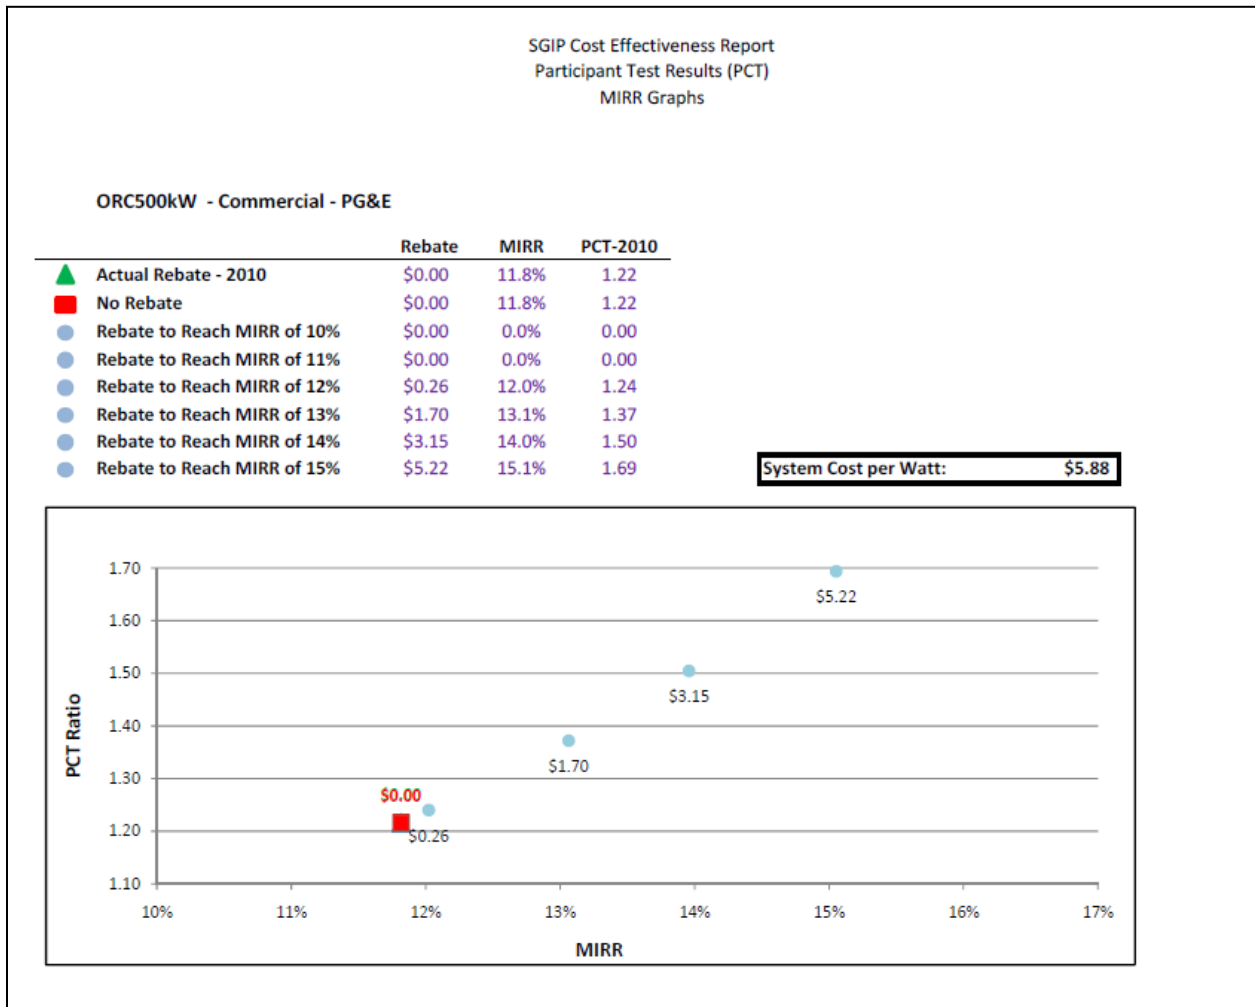 SGIP Cost Effectiveness Report
Participant Test Results (PCT)
MIRR Graphs
ORC500kW - Commercial - PG&E
Rebate MIRR PCT-2010
Actual Rebate - 2010 $0.00 11.8% 1.22
No Rebate $0.00 11.8% 1.22
Rebate to Reach MIRR of 10% $0.00 0.0% 0.00
Rebate to Reach MIRR of 11% $0.00 0.0% 0.00
Rebate to Reach MIRR of 12% $0.26 12.0% 1.24
Rebate to Reach MIRR of 13% $1.70 13.1% 1.37
Rebate to Reach MIRR of 14% $3.15 14.0% 1.50
Rebate to Reach MIRR of 15% $5.22 15.1% 1.69
System Cost per Watt: $5.88
PCT Ratio
1.70
1.60
1.50
1.40
1.30
1.20
1.10
$5.22
$3.15
$1.70
$0.00
$0.26
10% 11% 12% 13% 14% 15% 16% 17%
MIRR